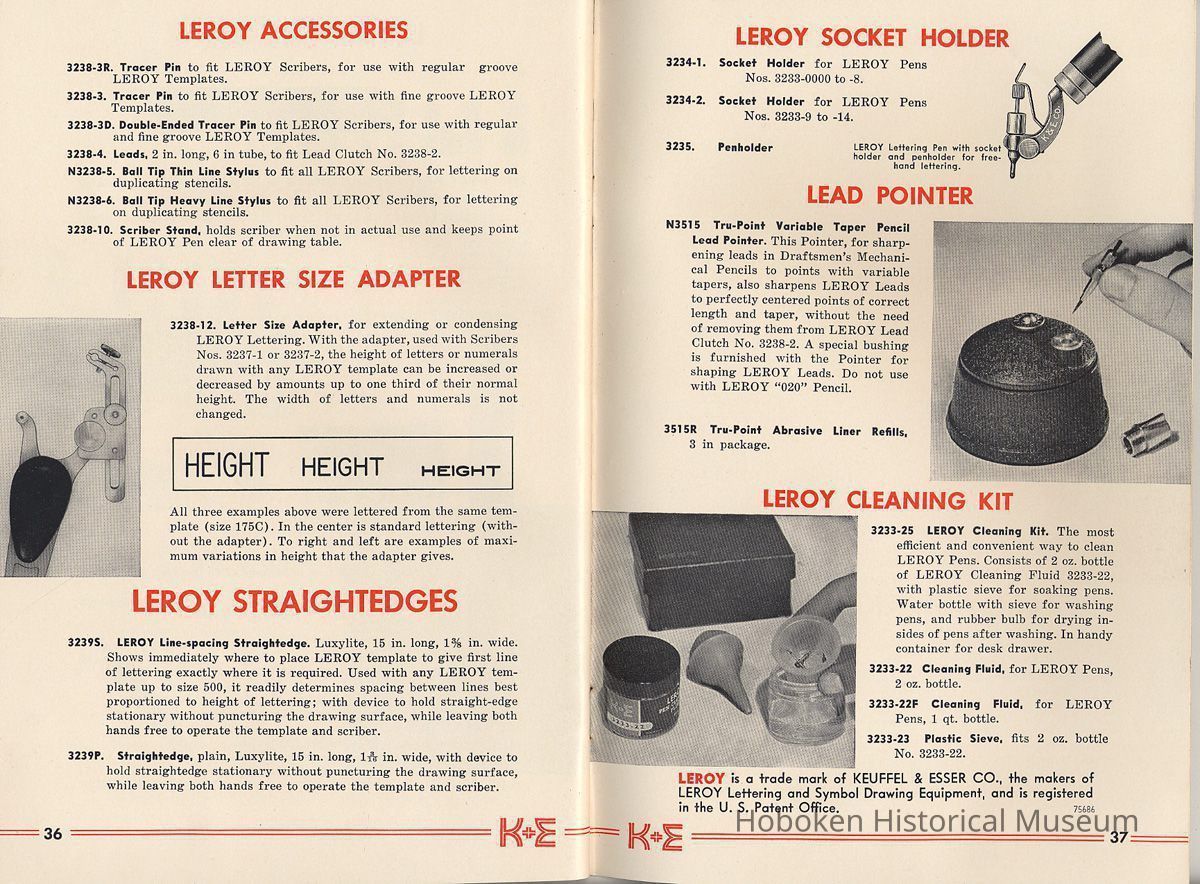 LEROY ACCESSORIES
3238-3R. Tracer Pin to fit LEROY Scribers, for use with regular groove
LEROY Templates.
3238-3. Tracer Pin to fit LEROY Scribers, for use with fine groove LEROY
Templates.
3238-3D. Double-Ended Tracer Pin to fit LEROY Scribers, for use with regular
and fine groove LEROY Templates.
3238-4. Leads, 2 in. long, 6 in tube, to fit Lead Clutch No. 3238-2.
N3238-5. Ball Tip Thin Line Stylus to fit all LEROY Scribers, for lettering on
duplicating stencils.
N3238-6. Ball Tip Heavy Line Stylus to fit all LEROY Scribers, for lettering
on duplicating stencils.
3238-10. Scriber Stand, holds scriber when not in actual use and keeps point
of LEROY Pen clear of drawing table.
LEROY LETTER SIZE ADAPTER
3238-12. Letter Size Adapter, for extending or condensing
LEROY Lettering. With the adapter, used with Scribers
Nos. 3237-1 or 3237-2, the height of letters or numerals
drawn with any LEROY template can be increased or
decreased by amounts up to one third of their normal
height. The width of letters and numerals is not
changed.
HEIGHT HEIGHT HEIGHT
All three examples above were lettered from the same tem-
plate (size 175C). In the center is standard lettering (with-
out the adapter). To right and left are examples of maxi-
mum variations in height that the adapter gives.
LEROY STRAIGHTEDGES
3239S. LEROY Line-spacing Straightedge. Luxylite, 15 in. long, 1⅜ in. wide.
Shows immediately where to place LEROY template to give first line
of lettering exactly where it is required. Used with any LEROY tem-
plate up to size 500, it readily determines spacing between lines best
proportioned to height of lettering; with device to hold straight-edge
stationary without puncturing the drawing surface, while leaving both
hands free to operate the template and scriber.
3239P. Straightedge, plain, Luxylite, 15 in. long, in. wide, with device to
hold straightedge stationary without puncturing the drawing surface,
while leaving both hands free to operate the template and scriber.
36
K+E
LEROY SOCKET HOLDER
3234-1. Socket Holder for LEROY Pens
Nos. 3233-0000 to -8.
3234-2. Socket Holder for LEROY Pens
Nos. 3233-9 to -14.
3235. Penholder
K&E CO.
LEROY Lettering Pen with socket
holder and penholder for free-
hand lettering.
LEAD POINTER
N3515 Tru-Point Variable Taper Pencil
Lead Pointer. This Pointer, for sharp-
ening leads in Draftsmen's Mechani-
cal Pencils to points with variable
tapers, also sharpens LEROY Leads
to perfectly centered points of correct
length and taper, without the need
of removing them from LEROY Lead
Clutch No. 3238-2. A special bushing
is furnished with the Pointer for
shaping LEROY Leads. Do not use
with LEROY "020" Pencil.
3515R Tru-Point Abrasive Liner Refills,
3 in package.
LEROY CLEANING KIT
3233-25 LEROY Cleaning Kit. The most
efficient and convenient way to clean
LEROY Pens. Consists of 2 oz. bottle
of LEROY Cleaning Fluid 3233-22,
with plastic sieve for soaking pens.
Water bottle with sieve for washing
pens, and rubber bulb for drying in-
sides of pens after washing. In handy
container for desk drawer.
3233-22 Cleaning Fluid, for LEROY Pens,
2 oz. bottle.
3233-22F Cleaning Fluid, for LEROY
Pens, 1 qt. bottle.
3233-23 Plastic Sieve, fits 2 oz. bottle
No. 3233-22.
K+E
3233-22
LEROY is a trade mark of KEUFFEL & ESSER CO., the makers of
LEROY Lettering and Symbol Drawing Equipment, and is registered
in the U. S. Patent Office.
75686
Hoboken Historical Museum
K+E
37